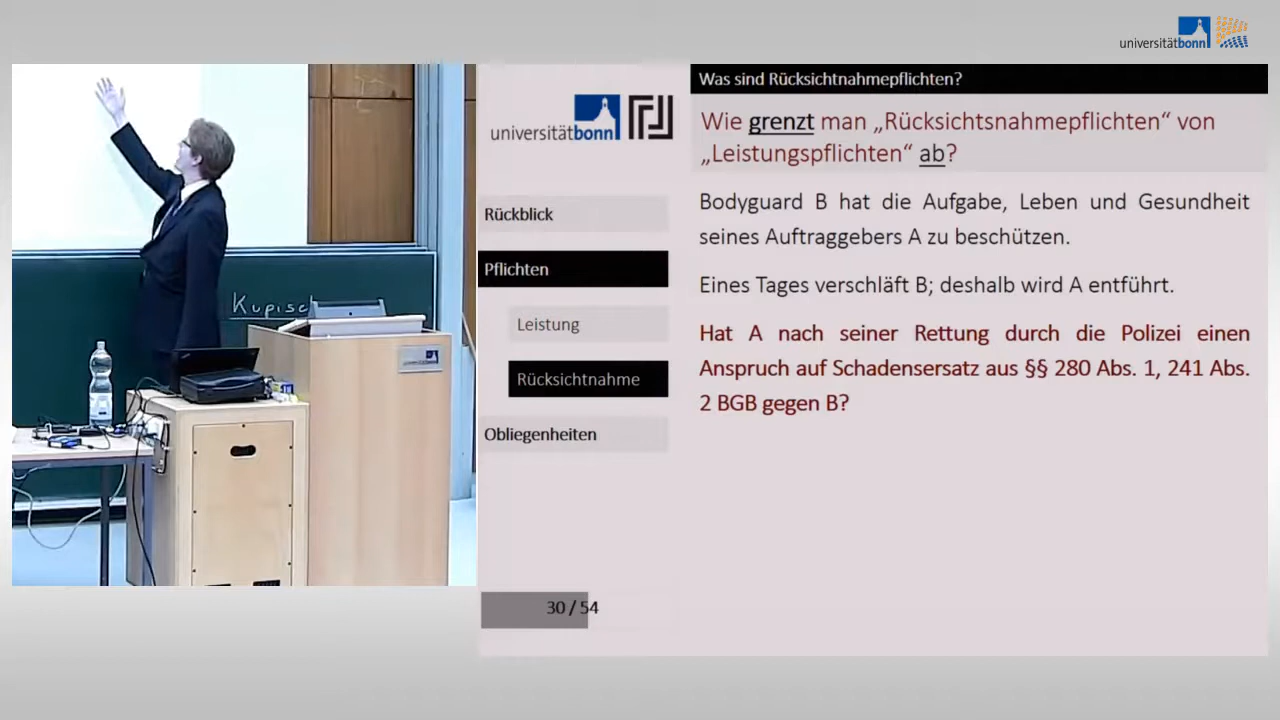 universitätbonn
Was sind Rücksichtnahmepflichten?
universitätbonn
Wie grenzt man „Rücksichtsnahmepflichten“ von
„Leistungspflichten“ ab?
Rückblick
Pflichten
Leistung
Rücksichtnahme
Obliegenheiten
30 / 54
Bodyguard B hat die Aufgabe, Leben und Gesundheit
seines Auftraggebers A zu beschützen.
Eines Tages verschläft B; deshalb wird A entführt.
Hat A nach seiner Rettung durch die Polizei einen
Anspruch auf Schadensersatz aus §§ 280 Abs. 1, 241 Abs.
2 BGB gegen B?